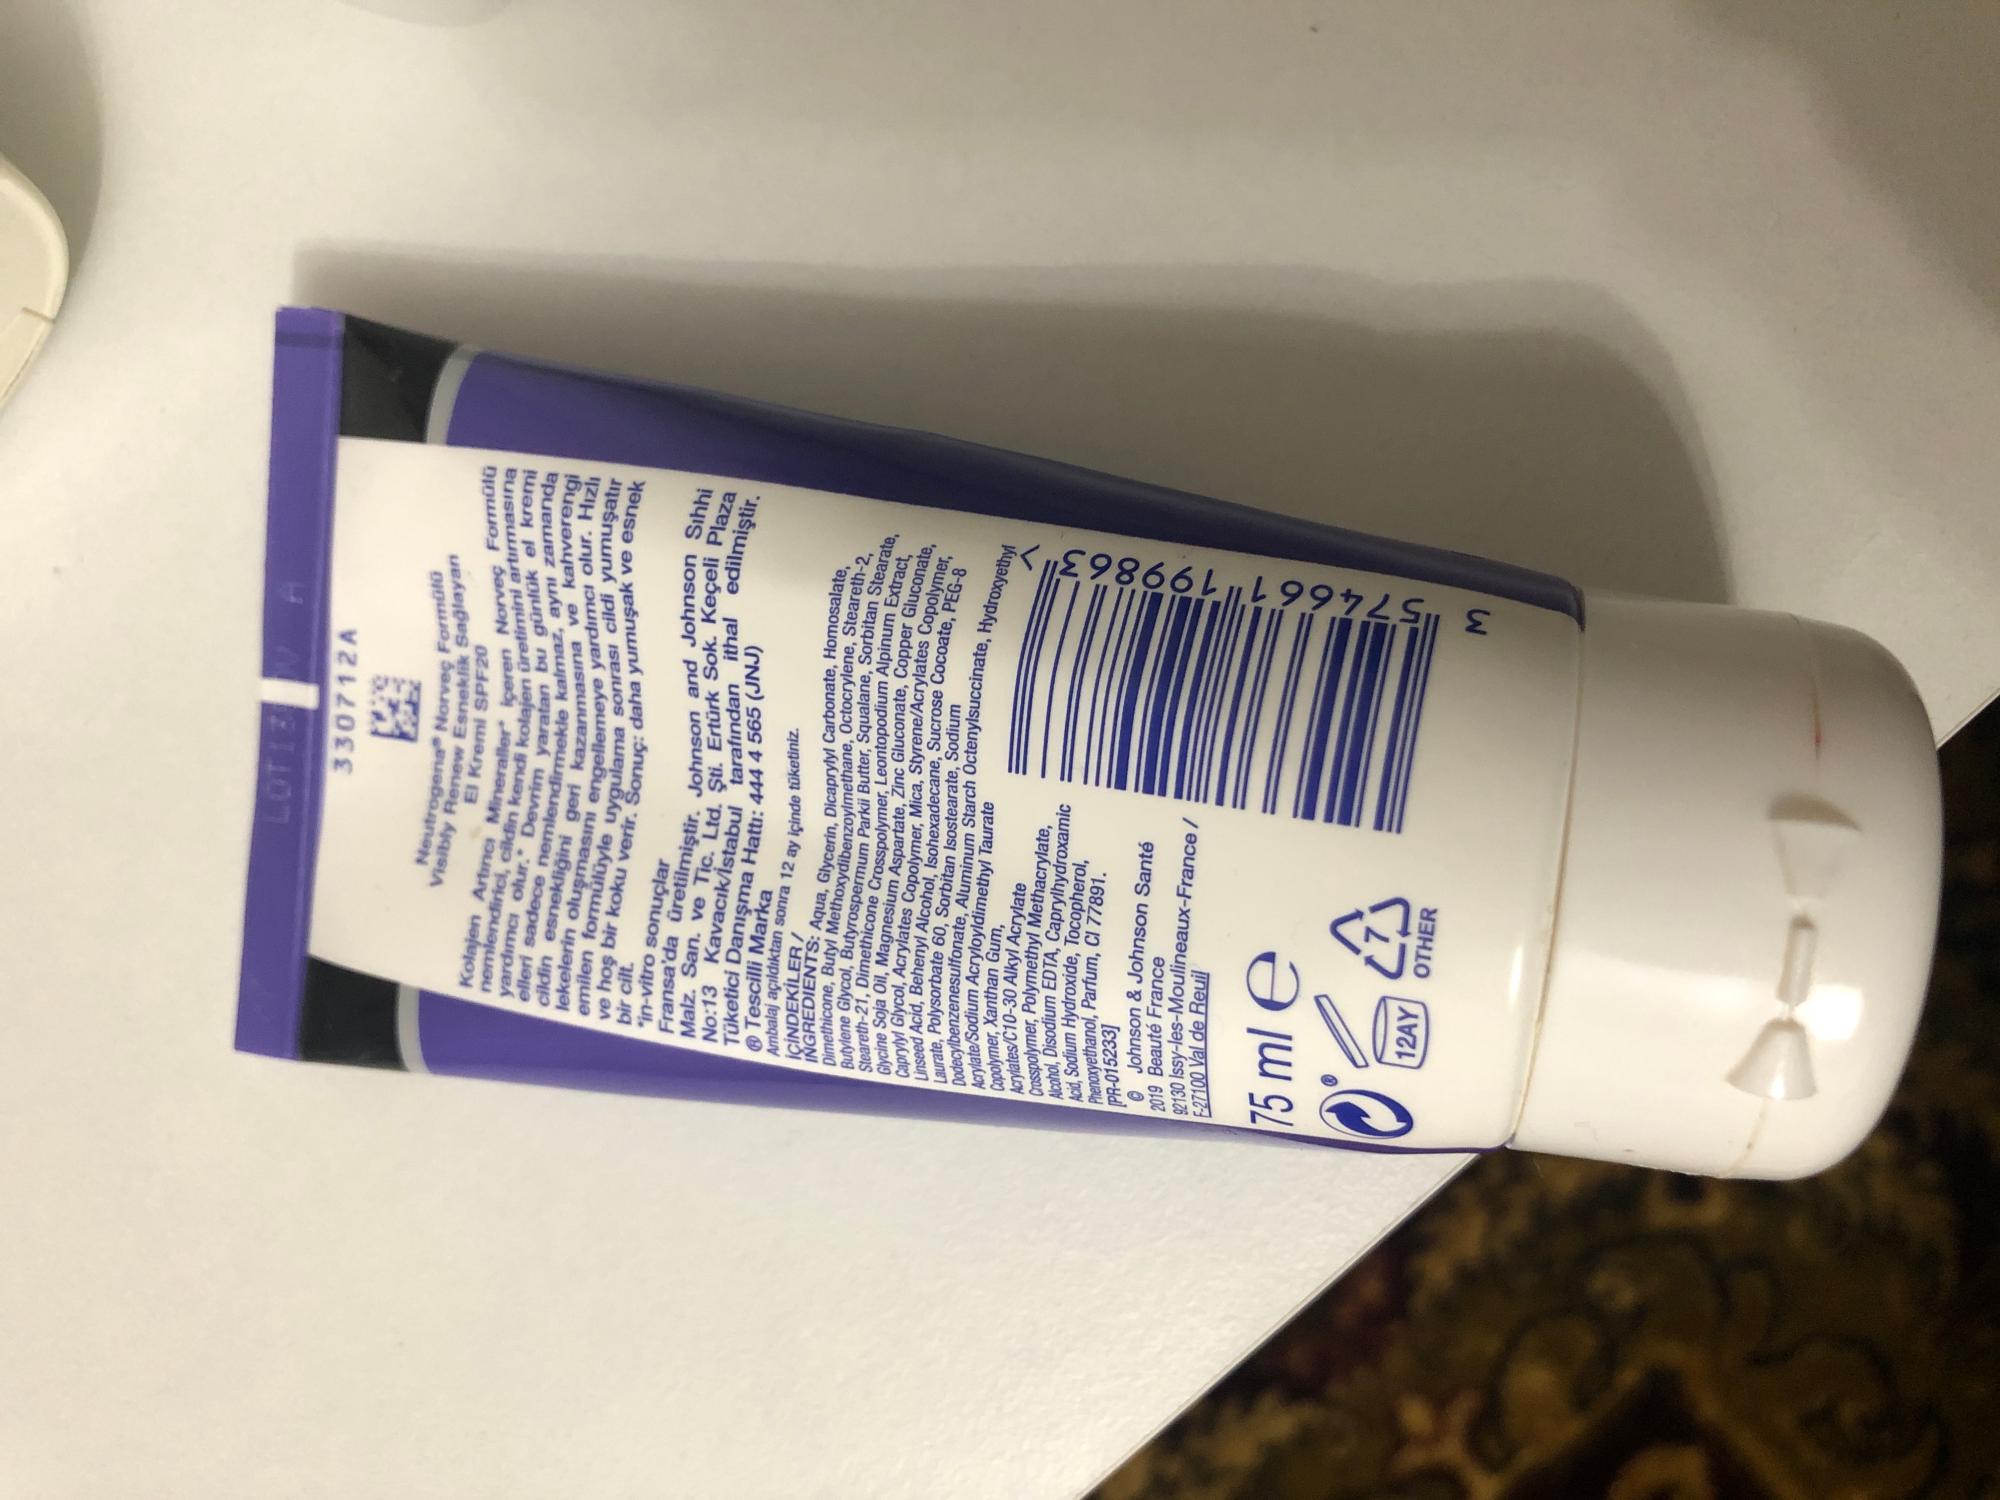 330712A
Neutrogena® Norveç Formülü
Visibly Renew Esneklik Sağlayan
El Kremi SPF20
Kolajen Artırıcı Mineraller* içeren Norveç Formülü
nemlendirici, cildin kendi kolajen üretimini artırmasına
yardımcı olur.* Devrim yaratan bu günlük el kremi
elleri sadece nemlendirmekle kalmaz, aynı zamanda
cildin esnekliğini geri kazanmasına ve kahverengi
lekelerin oluşmasını engellemeye yardımcı olur. Hızlı
emilen formülüyle uygulama sonrası cildi yumuşatır
ve hoş bir koku verir. Sonuç: daha yumuşak ve esnek
bir cilt.
*in-vitro sonuçlar
Fransa'da üretilmiştir. Johnson and Johnson Sıhhi
Malz. San. ve Tic. Ltd. Şti. Ertürk Sok. Keçeli Plaza
No:13 Kavacık/İstabul tarafından ithal edilmiştir.
Tüketici Danışma Hattı: 444 4 565 (JNJ)
® Tescilli Marka
Ambalaj açıldıktan sonra 12 ay içinde tüketiniz.
İÇİNDEKİLER /
INGREDIENTS: Aqua, Glycerin, Dicaprylyl Carbonate, Homosalate,
Dimethicone, Butyl Methoxydibenzoylmethane, Octocrylene, Steareth-2,
Butylene Glycol, Butyrospermum Parkii Butter, Squalane, Sorbitan Stearate,
Steareth-21, Dimethicone Crosspolymer, Leontopodium Alpinum Extract,
Glycine Soja Oil, Magnesium Aspartate, Zinc Gluconate, Copper Gluconate,
Caprylyl Glycol, Acrylates Copolymer, Mica, Styrene/Acrylates Copolymer,
Linseed Acid, Behenyl Alcohol, Isohexadecane, Sucrose Cocoate, PEG-8
Laurate, Polysorbate 60, Sorbitan Isostearate, Sodium
Dodecylbenzenesulfonate, Aluminum Starch Octenylsuccinate, Hydroxyethyl
Acrylate/Sodium Acryloyldimethyl Taurate
Copolymer, Xanthan Gum,
Acrylates/C10-30 Alkyl Acrylate
Crosspolymer, Polymethyl Methacrylate,
Alcohol, Disodium EDTA, Caprylhydroxamic
Acid, Sodium Hydroxide, Tocopherol,
Phenoxyethanol, Parfum, CI 77891.
[PR-015233]
© Johnson & Johnson Santé
2019 Beauté France
92130 Issy-les-Moulineaux-France /
F-27100 Val de Reuil
75 ml e
®
12AY
7
OTHER
3 574661 199863 >